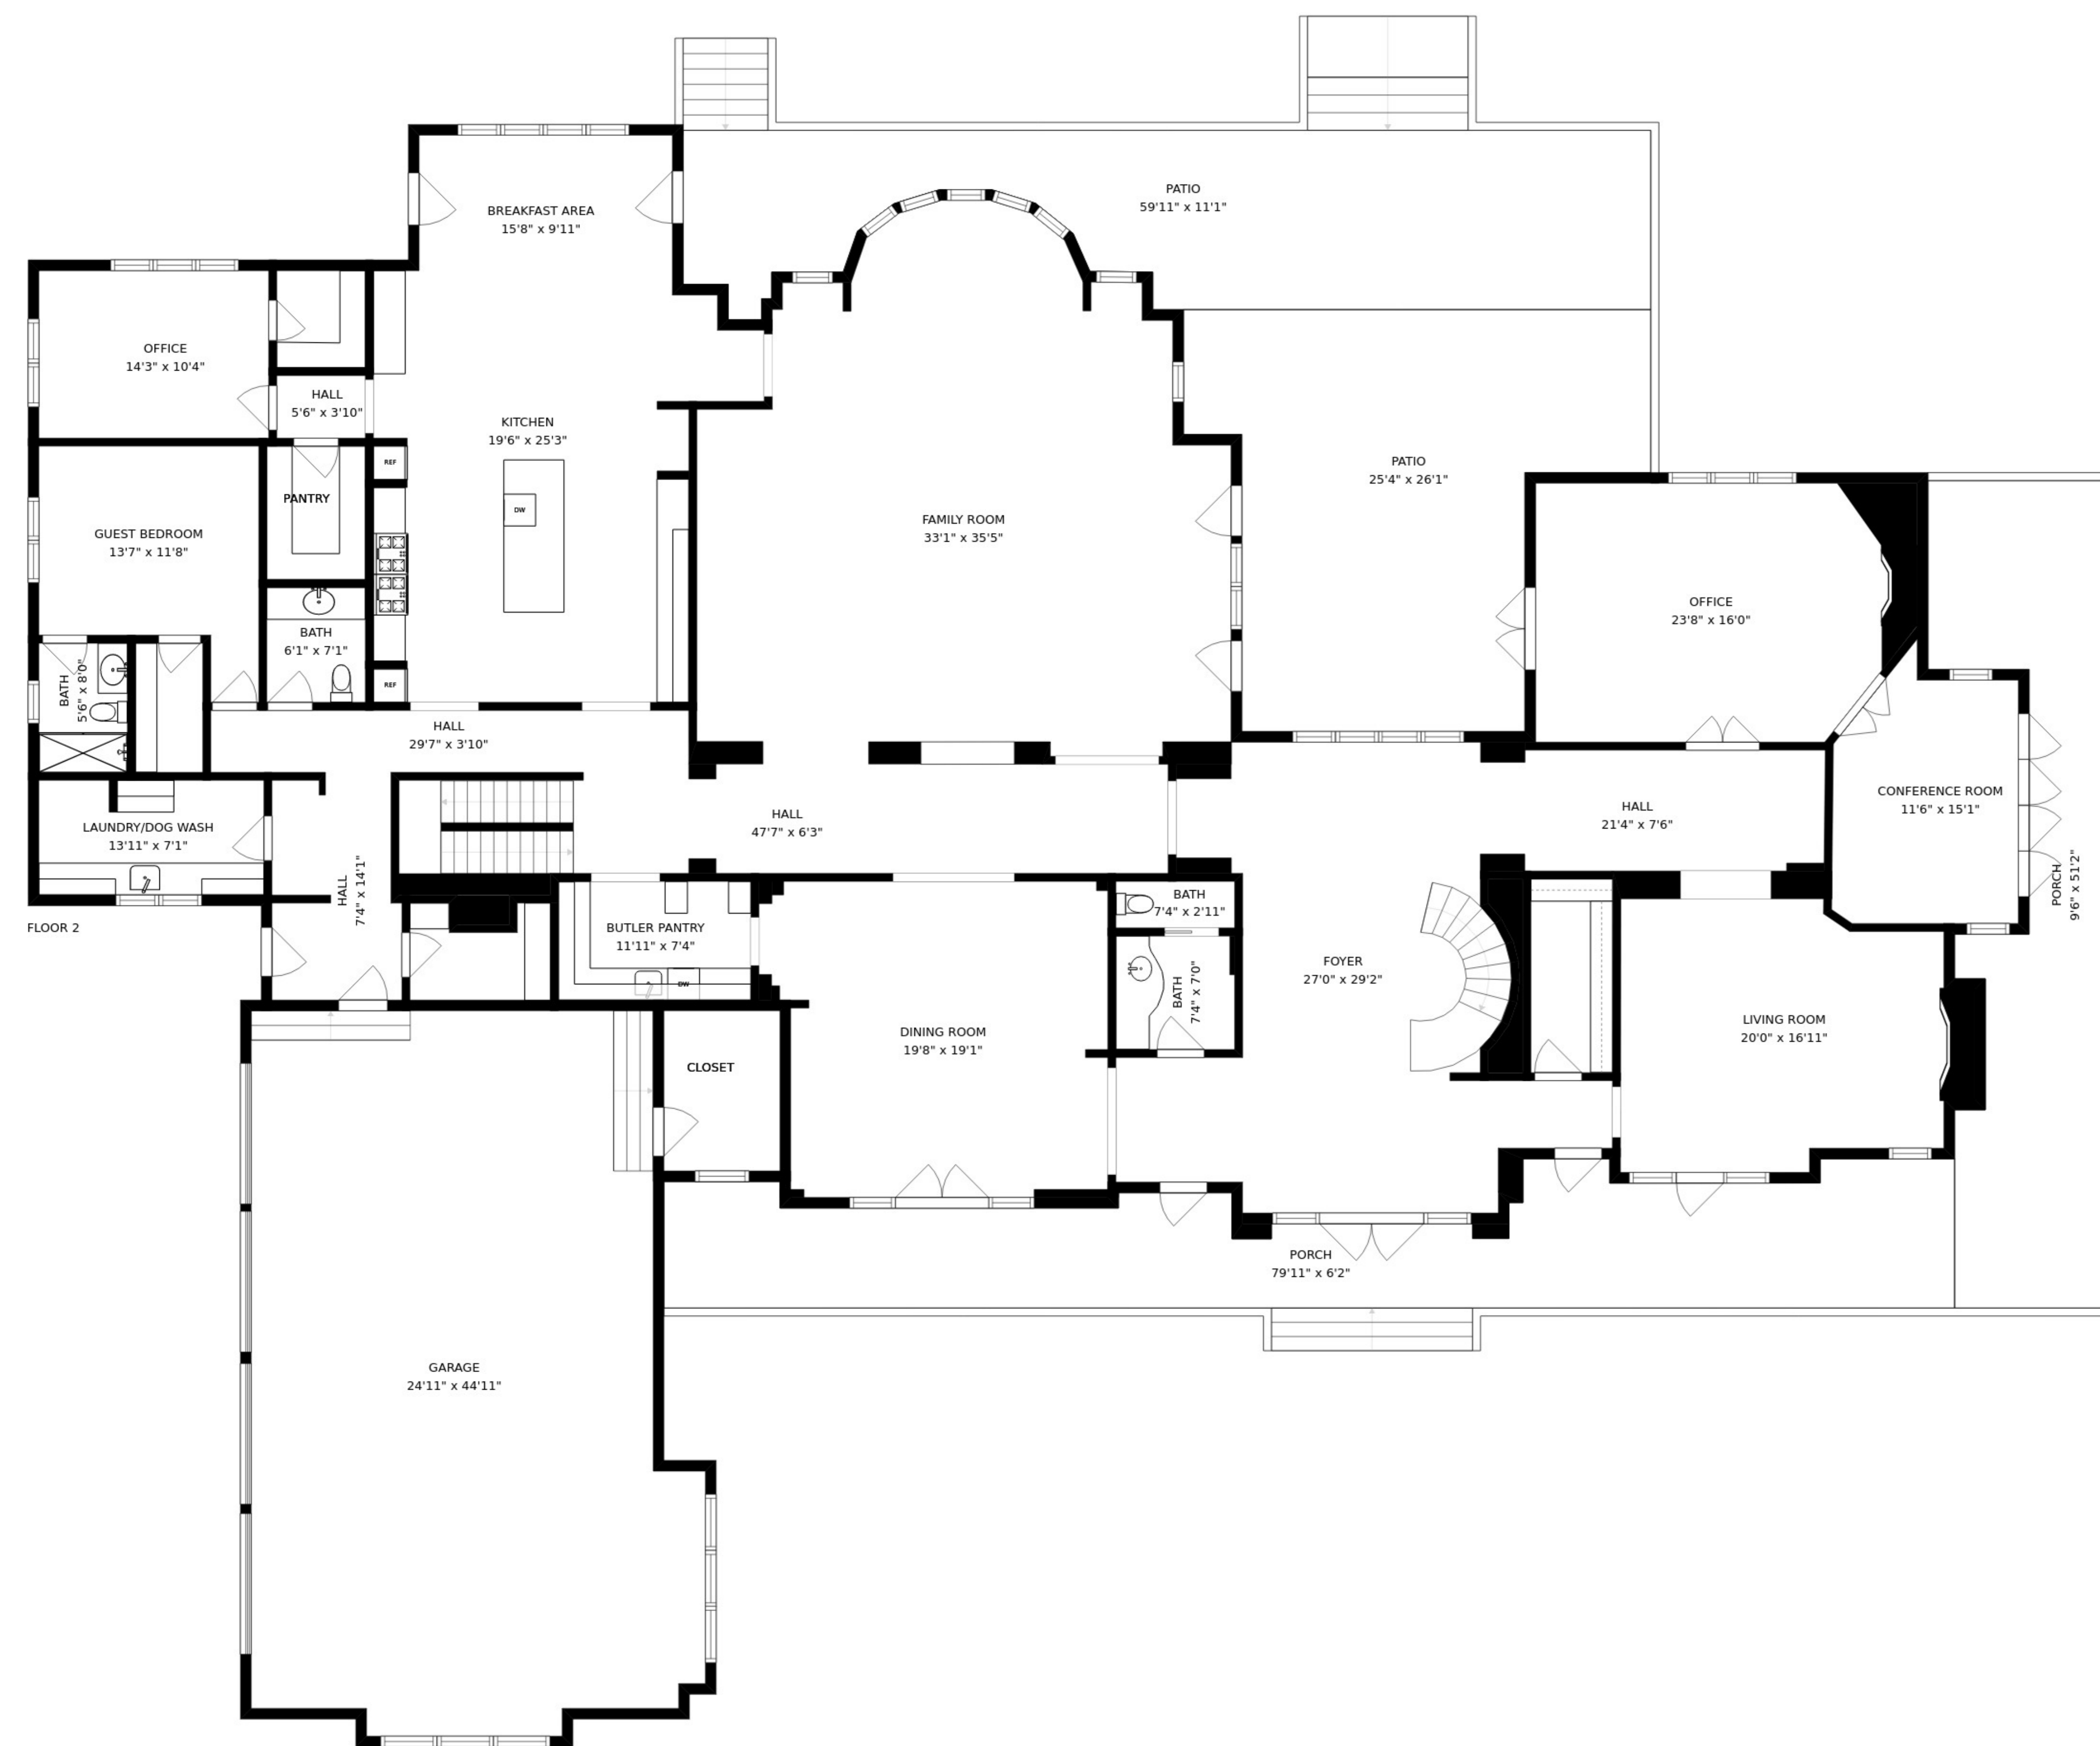 PATIO
59'11" x 11'1"
BREAKFAST AREA
15'8" x 9'11"
OFFICE
14'3" x 10'4"
HALL
5'6" x 3'10"
KITCHEN
19'6" x 25'3"
REF
PANTRY
DW
GUEST BEDROOM
13'7" x 11'8"
FAMILY ROOM
33'1" x 35'5"
PATIO
25'4" x 26'1"
OFFICE
23'8" x 16'0"
BATH
6'1" x 7'1"
BATH
5'6" x 8'0"
REF
HALL
29'7" x 3'10"
CONFERENCE ROOM
11'6" x 15'1"
HALL
47'7" x 6'3"
HALL
21'4" x 7'6"
LAUNDRY/DOG WASH
13'11" x 7'1"
HALL
7'4" x 14'1"
PORCH
9'6" x 51'2"
BATH
7'4" x 2'11"
FLOOR 2
BUTLER PANTRY
11'11" x 7'4"
DW
FOYER
27'0" x 29'2"
BATH
7'4" x 7'0"
DINING ROOM
19'8" x 19'1"
LIVING ROOM
20'0" x 16'11"
CLOSET
PORCH
79'11" x 6'2"
GARAGE
24'11" x 44'11"